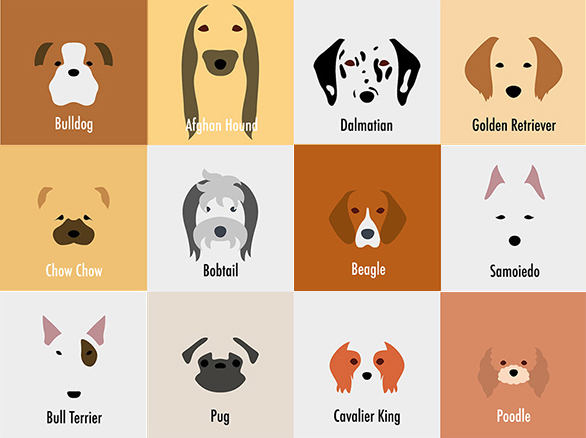 Bulldog
Afghan Hound
Dalmatian
Golden Retriever
Chow Chow
Bobtail
Beagle
Samoiedo
Bull Terrier
Pug
Cavalier King
Poodle